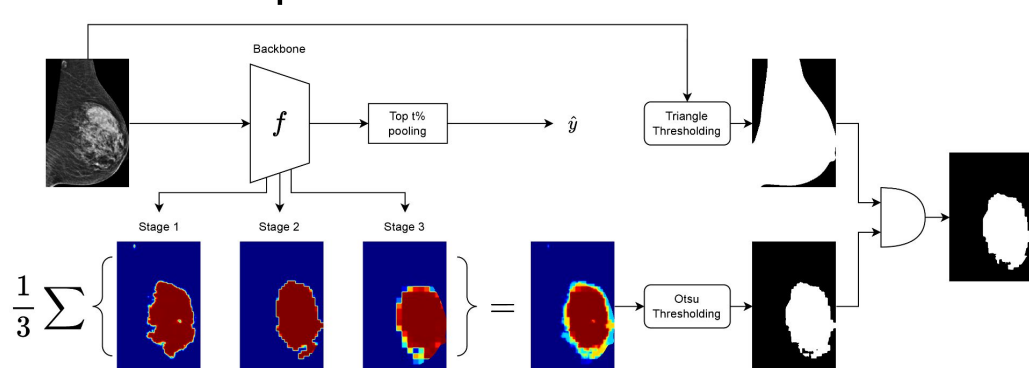 Backbone
f
Top t%
pooling
ŷ
Triangle
Thresholding
Stage 1
Stage 2
Stage 3
1/3 ∑ { } =
Otsu
Thresholding